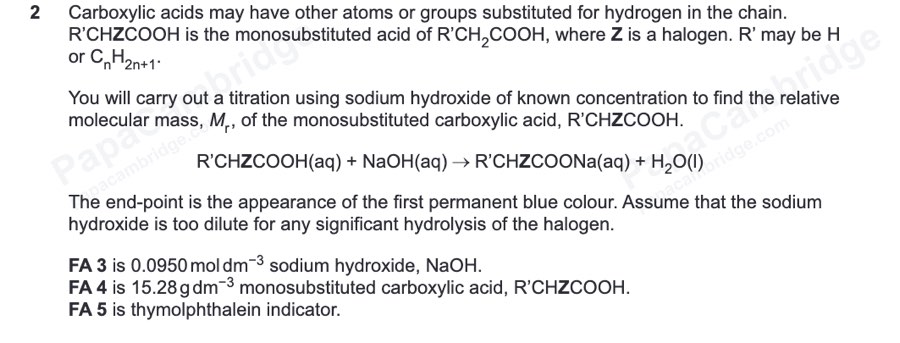 2 Carboxylic acids may have other atoms or groups substituted for hydrogen in the chain.
R'CHZCOOH is the monosubstituted acid of R'CH₂COOH, where Z is a halogen. R' may be H
or CₙH₂ₙ₊₁.
You will carry out a titration using sodium hydroxide of known concentration to find the relative
molecular mass, Mᵣ, of the monosubstituted carboxylic acid, R'CHZCOOH.
R'CHZCOOH(aq) + NaOH(aq) → R'CHZCOONa(aq) + H₂O(l)
The end-point is the appearance of the first permanent blue colour. Assume that the sodium
hydroxide is too dilute for any significant hydrolysis of the halogen.
FA 3 is 0.0950 mol dm⁻³ sodium hydroxide, NaOH.
FA 4 is 15.28 g dm⁻³ monosubstituted carboxylic acid, R'CHZCOOH.
FA 5 is thymolphthalein indicator.
PapaCambridge
papacambridge.com
PapaCambridge
papacambridge.com